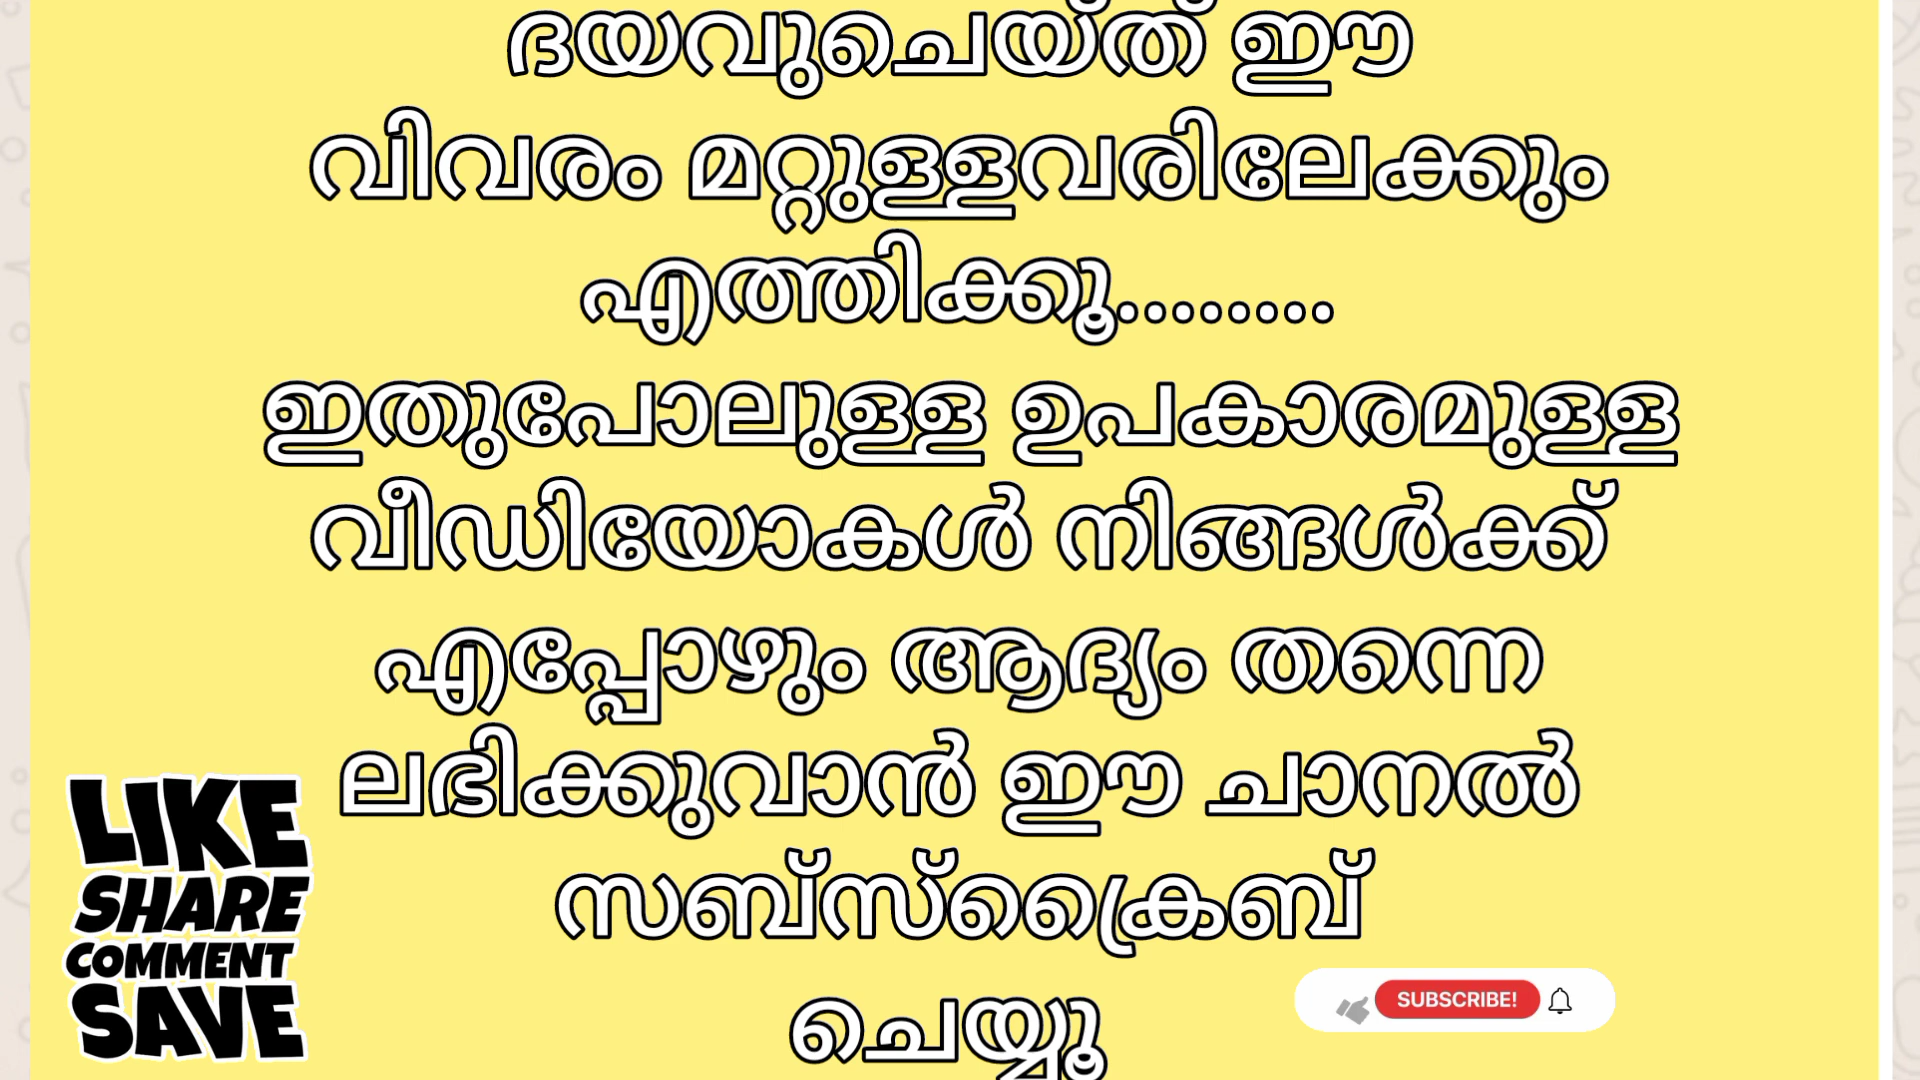 ദയവുചെയ്ത് ഈ
വിവരം മറ്റുള്ളവരിലേക്കും
എത്തിക്കൂ........
ഇതുപോലുള്ള ഉപകാരമുള്ള
വീഡിയോകൾ നിങ്ങൾക്ക്
എപ്പോഴും ആദ്യം തന്നെ
ലഭിക്കുവാൻ ഈ ചാനൽ
സബ്സ്ക്രൈബ്
ചെയ്യൂ
LIKE
SHARE
COMMENT
SAVE
SUBSCRIBE!